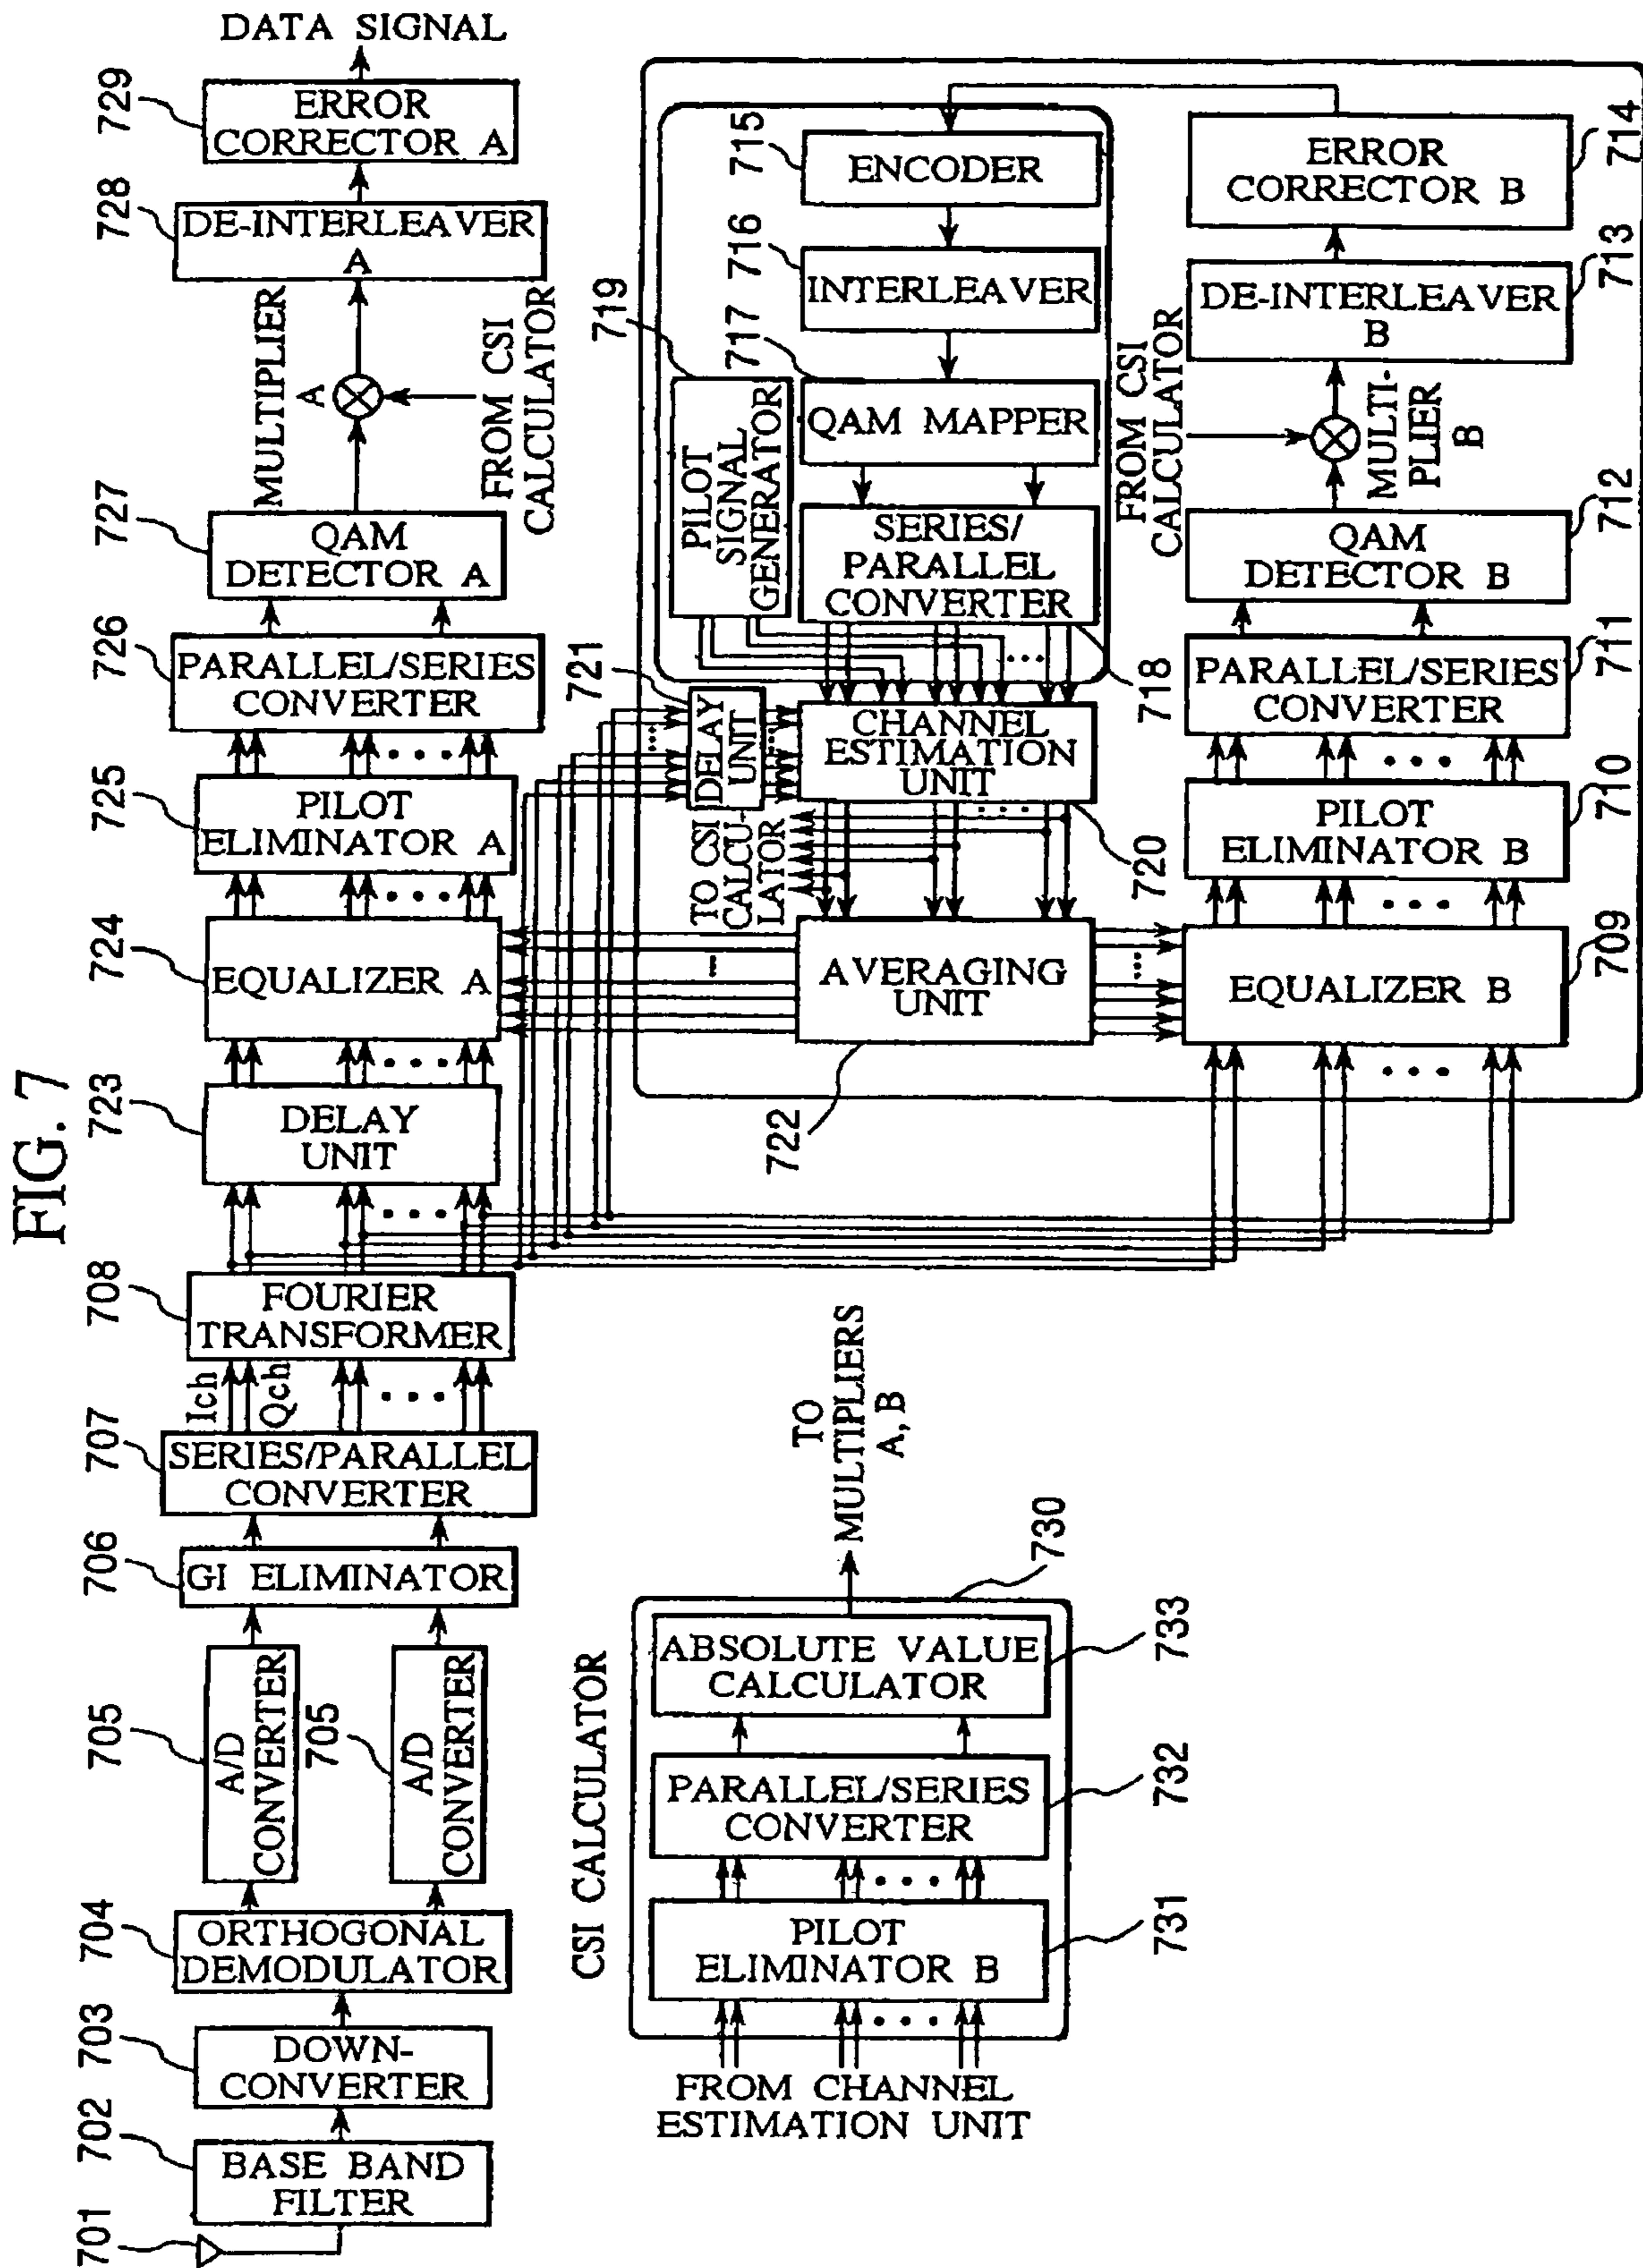 FIG. 7
701
702
BASE BAND
FILTER
703
DOWN-
CONVERTER
704
ORTHOGONAL
DEMODULATOR
705
A/D
CONVERTER
705
A/D
CONVERTER
706
GI ELIMINATOR
707
SERIES/PARALLEL
CONVERTER
Ich
Qch
708
FOURIER
TRANSFORMER
723
DELAY
UNIT
724
EQUALIZER A
725
PILOT
ELIMINATOR A
726
PARALLEL/SERIES
CONVERTER
727
QAM
DETECTOR A
MULTIPLIER
A
FROM CSI
CALCULATOR
728
DE-INTERLEAVER
A
729
ERROR
CORRECTOR A
DATA SIGNAL
722
AVERAGING
UNIT
TO CSI
CALCU-
LATOR
721
DELAY
UNIT
CHANNEL
ESTIMATION
UNIT
720
719
PILOT
SIGNAL
GENERATOR
SERIES/
PARALLEL
CONVERTER
718
717
QAM MAPPER
716
INTERLEAVER
715
ENCODER
EQUALIZER B
709
PILOT
ELIMINATOR B
710
PARALLEL/SERIES
CONVERTER
711
QAM
DETECTOR B
712
FROM CSI
CALCULATOR
MULTI-
PLIER
B
DE-INTERLEAVER
B
713
ERROR
CORRECTOR B
714
CSI CALCULATOR
FROM CHANNEL
ESTIMATION UNIT
PILOT
ELIMINATOR B
731
PARALLEL/SERIES
CONVERTER
732
ABSOLUTE VALUE
CALCULATOR
733
730
TO
MULTIPLIERS
A, B